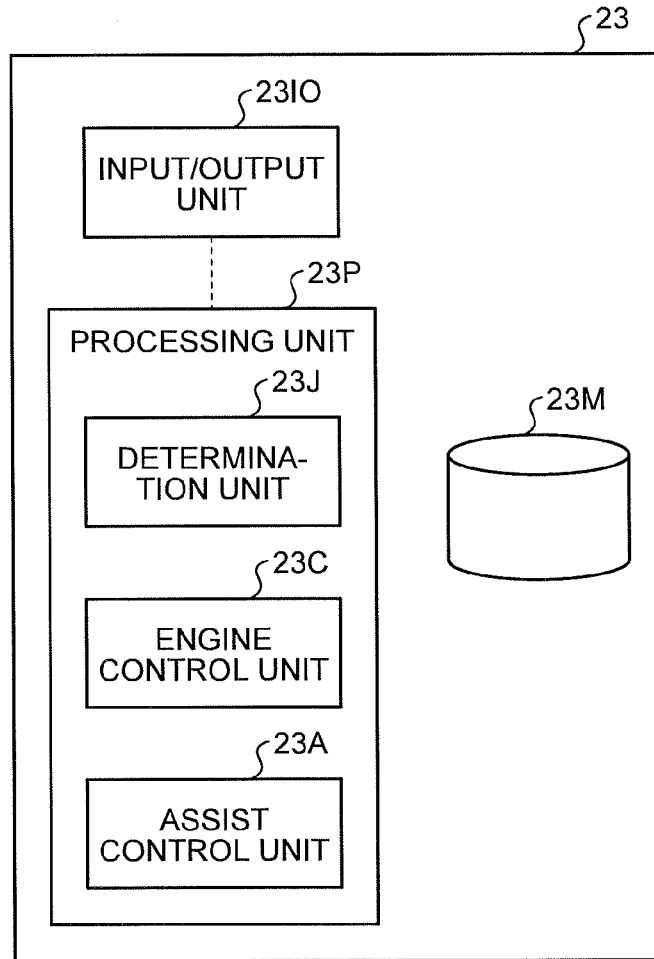 23
23IO
INPUT/OUTPUT
UNIT
23P
PROCESSING UNIT
23J
DETERMINA-
TION UNIT
23M
23C
ENGINE
CONTROL UNIT
23A
ASSIST
CONTROL UNIT